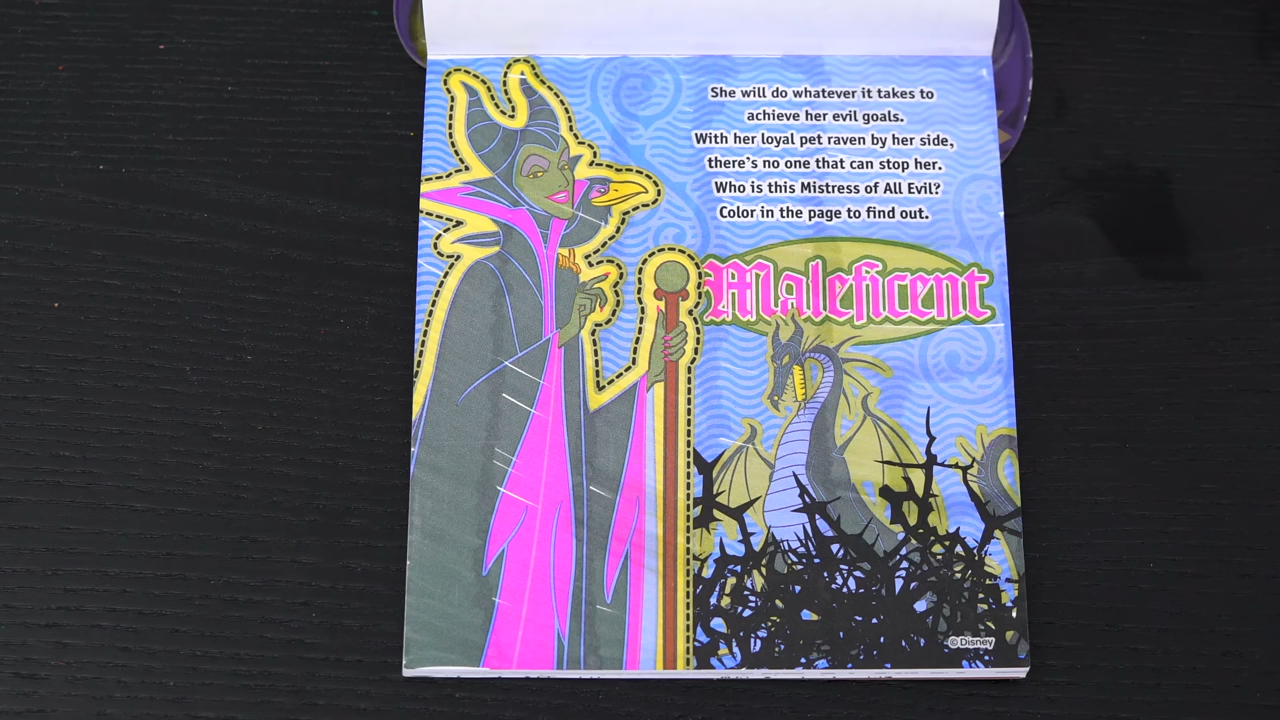 She will do whatever it takes to
achieve her evil goals.
With her loyal pet raven by her side,
there's no one that can stop her.
Who is this Mistress of All Evil?
Color in the page to find out.
Maleficent
©Disney